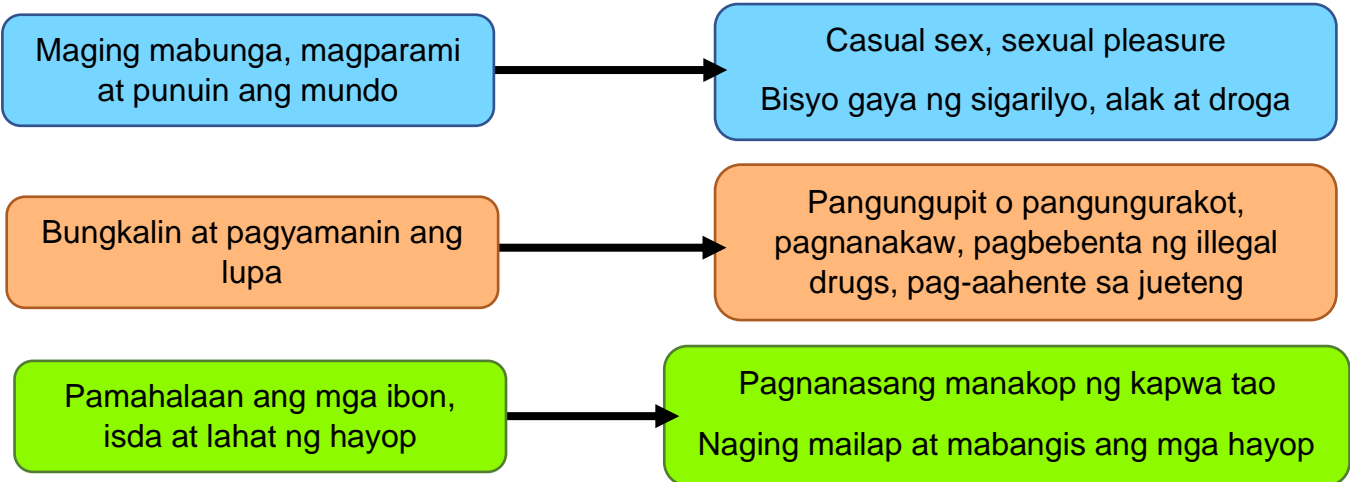 Maging mabunga, magparami
at punuin ang mundo
Casual sex, sexual pleasure
Bisyo gaya ng sigarilyo, alak at droga
Bungkalin at pagyamanin ang
lupa
Pangungupit o pangungurakot,
pagnanakaw, pagbebenta ng illegal
drugs, pag-aahente sa jueteng
Pamahalaan ang mga ibon,
isda at lahat ng hayop
Pagnanasang manakop ng kapwa tao
Naging mailap at mabangis ang mga hayop